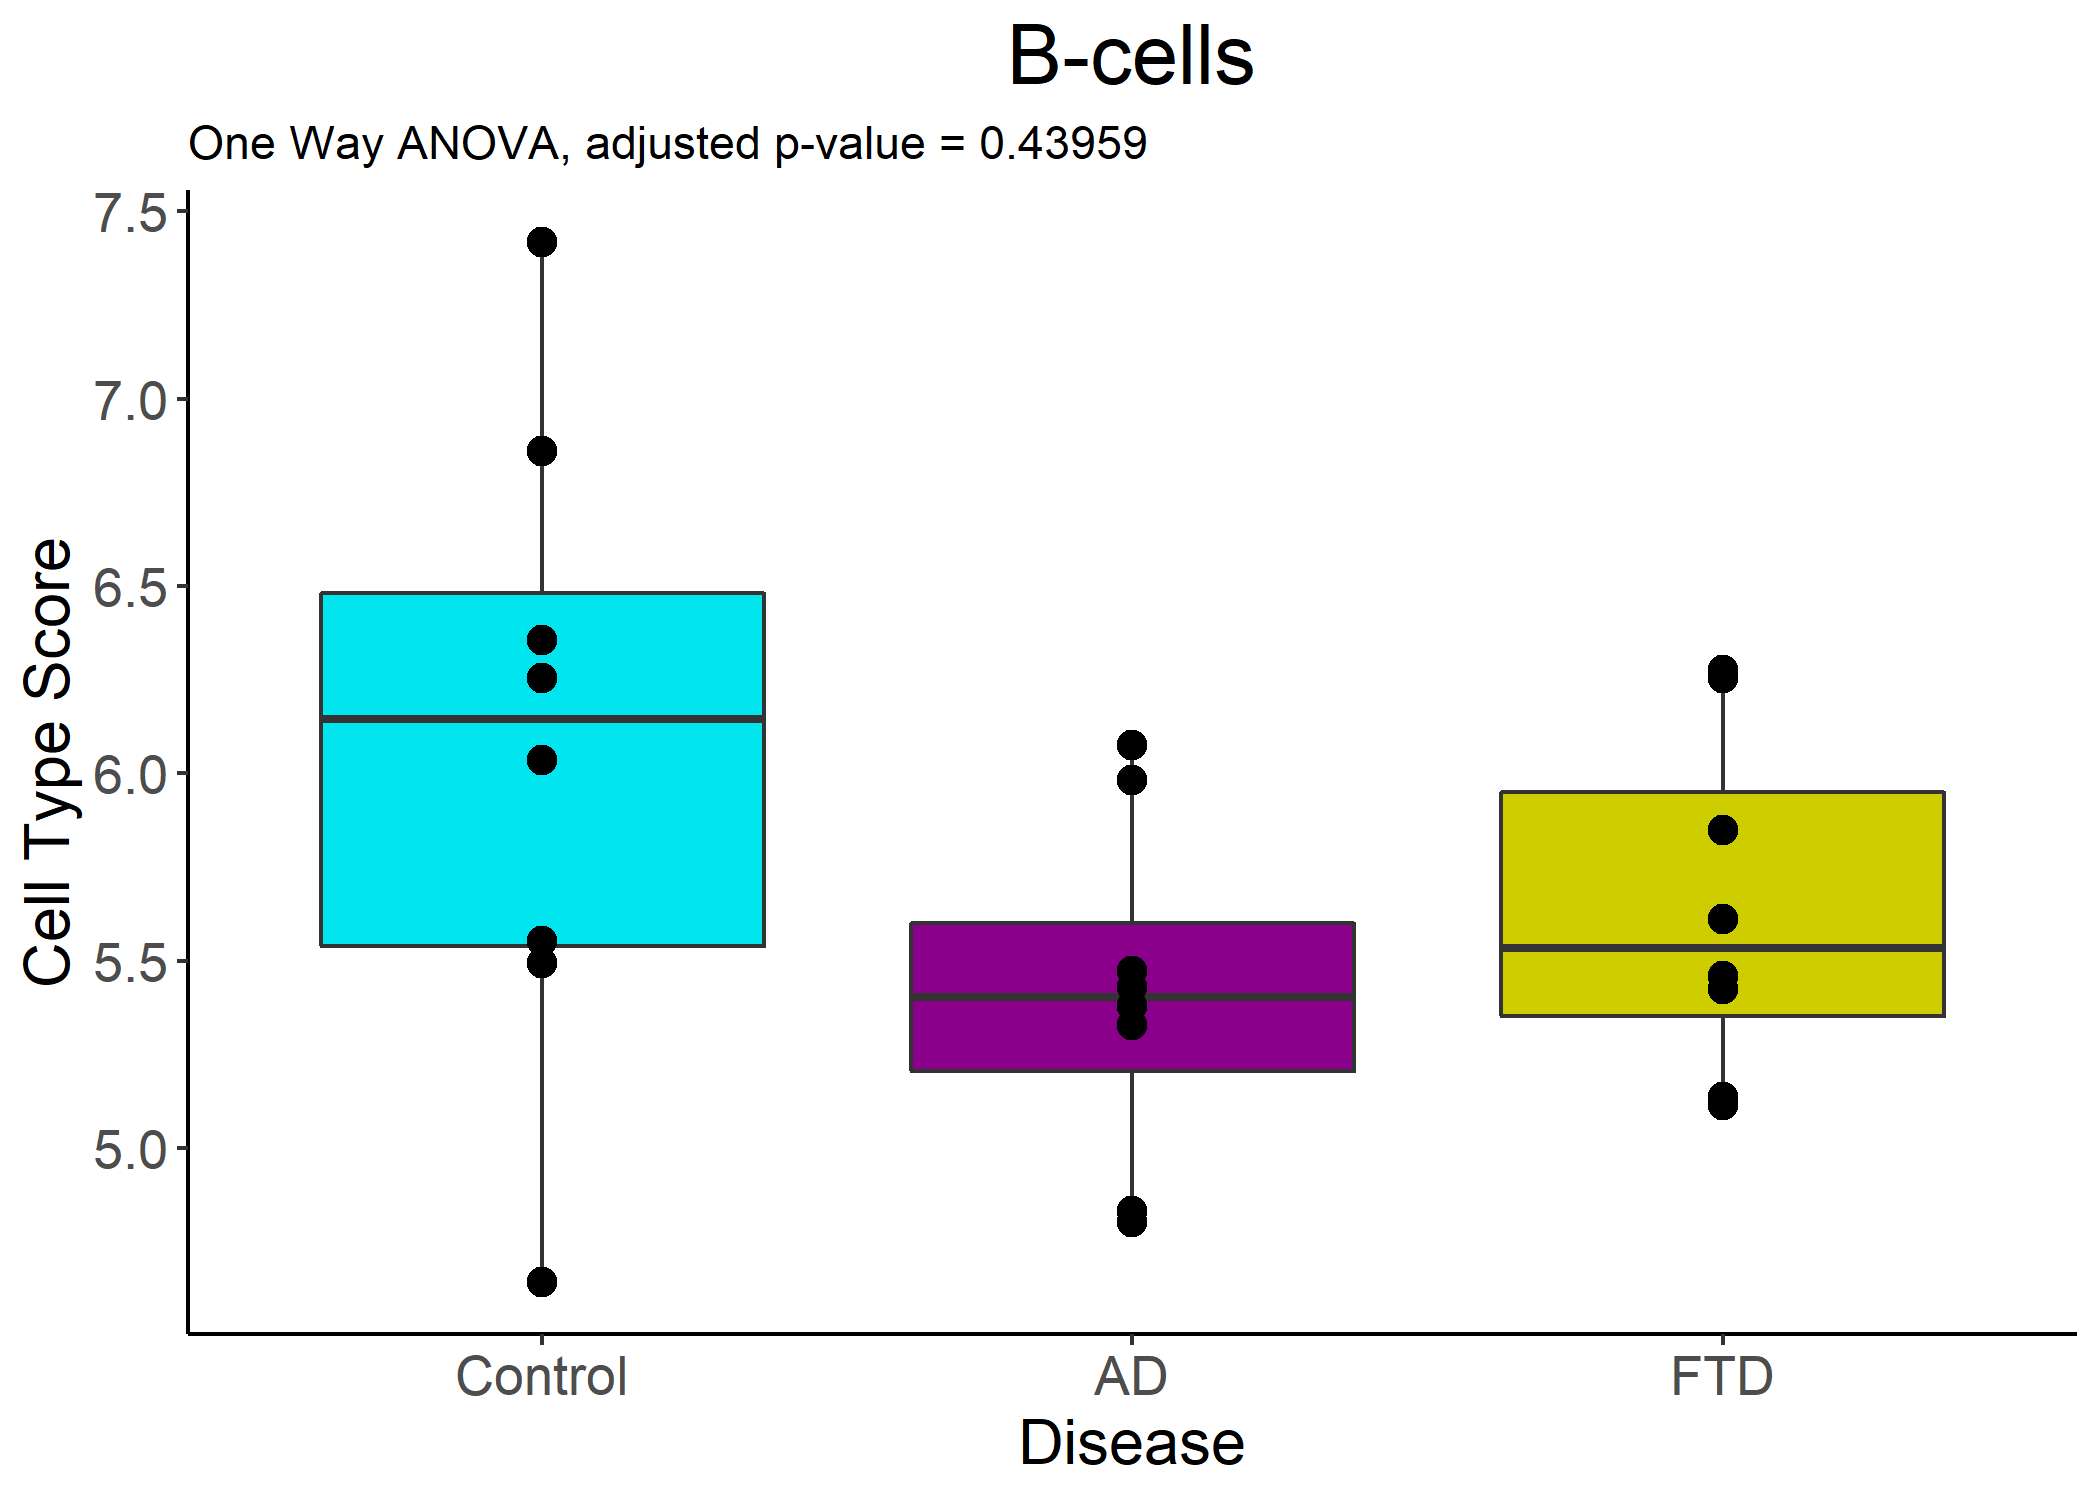 B-cells
One Way ANOVA, adjusted p-value = 0.43959
7.5
7.0
6.5
6.0
5.5
5.0
Cell Type Score
Control AD FTD
Disease